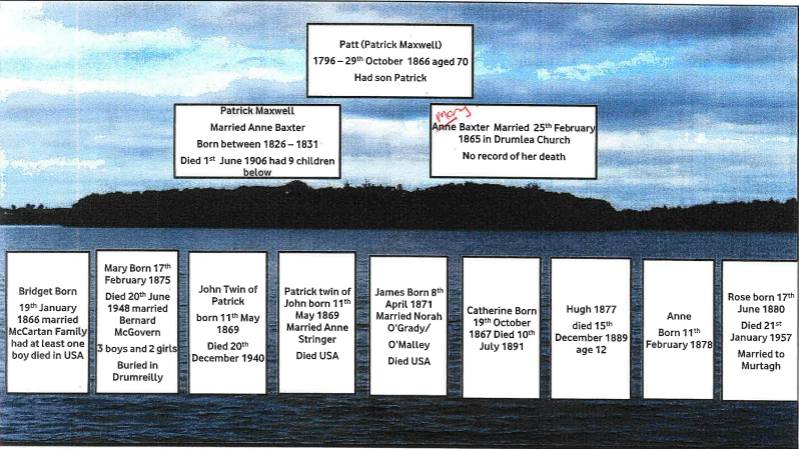 Patt (Patrick Maxwell)
1796 – 29th October 1866 aged 70
Had son Patrick
Patrick Maxwell
Married Anne Baxter
Born between 1826 – 1831
Died 1st June 1906 had 9 children
below
Mary
Anne Baxter Married 25th February
1865 in Drumlea Church
No record of her death
Bridget Born
19th January
1866 married
McCartan Family
had at least one
boy died in USA
Mary Born 17th
February 1875
Died 20th June
1948 married
Bernard
McGovern
3 boys and 2 girls
Buried in
Drumreilly
John Twin of
Patrick
born 11th May
1869
Died 20th
December 1940
Patrick twin of
John born 11th
May 1869
Married Anne
Stringer
Died USA
James Born 8th
April 1871
Married Norah
O'Grady/
O'Malley
Died USA
Catherine Born
19th October
1867 Died 10th
July 1891
Hugh 1877
died 15th
December 1889
age 12
Anne
Born 11th
February 1878
Rose born 17th
June 1880
Died 21st
January 1957
Married to
Murtagh